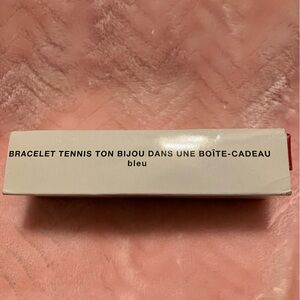 BRACELET TENNIS TON BIJOU DANS UNE BOÎTE-CADEAU
bleu